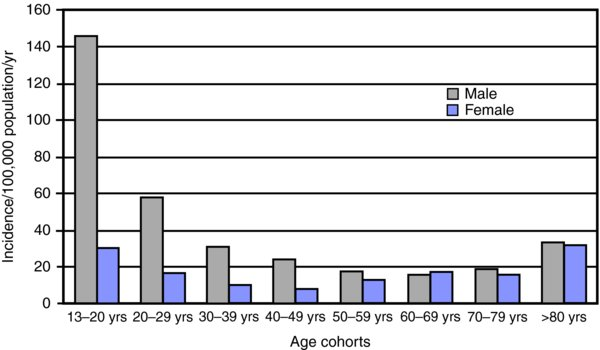 Incidence/100,000 population/yr
160
140
120
100
80
60
40
20
0
Male
Female
13–20 yrs 20–29 yrs 30–39 yrs 40–49 yrs 50–59 yrs 60–69 yrs 70–79 yrs >80 yrs
Age cohorts